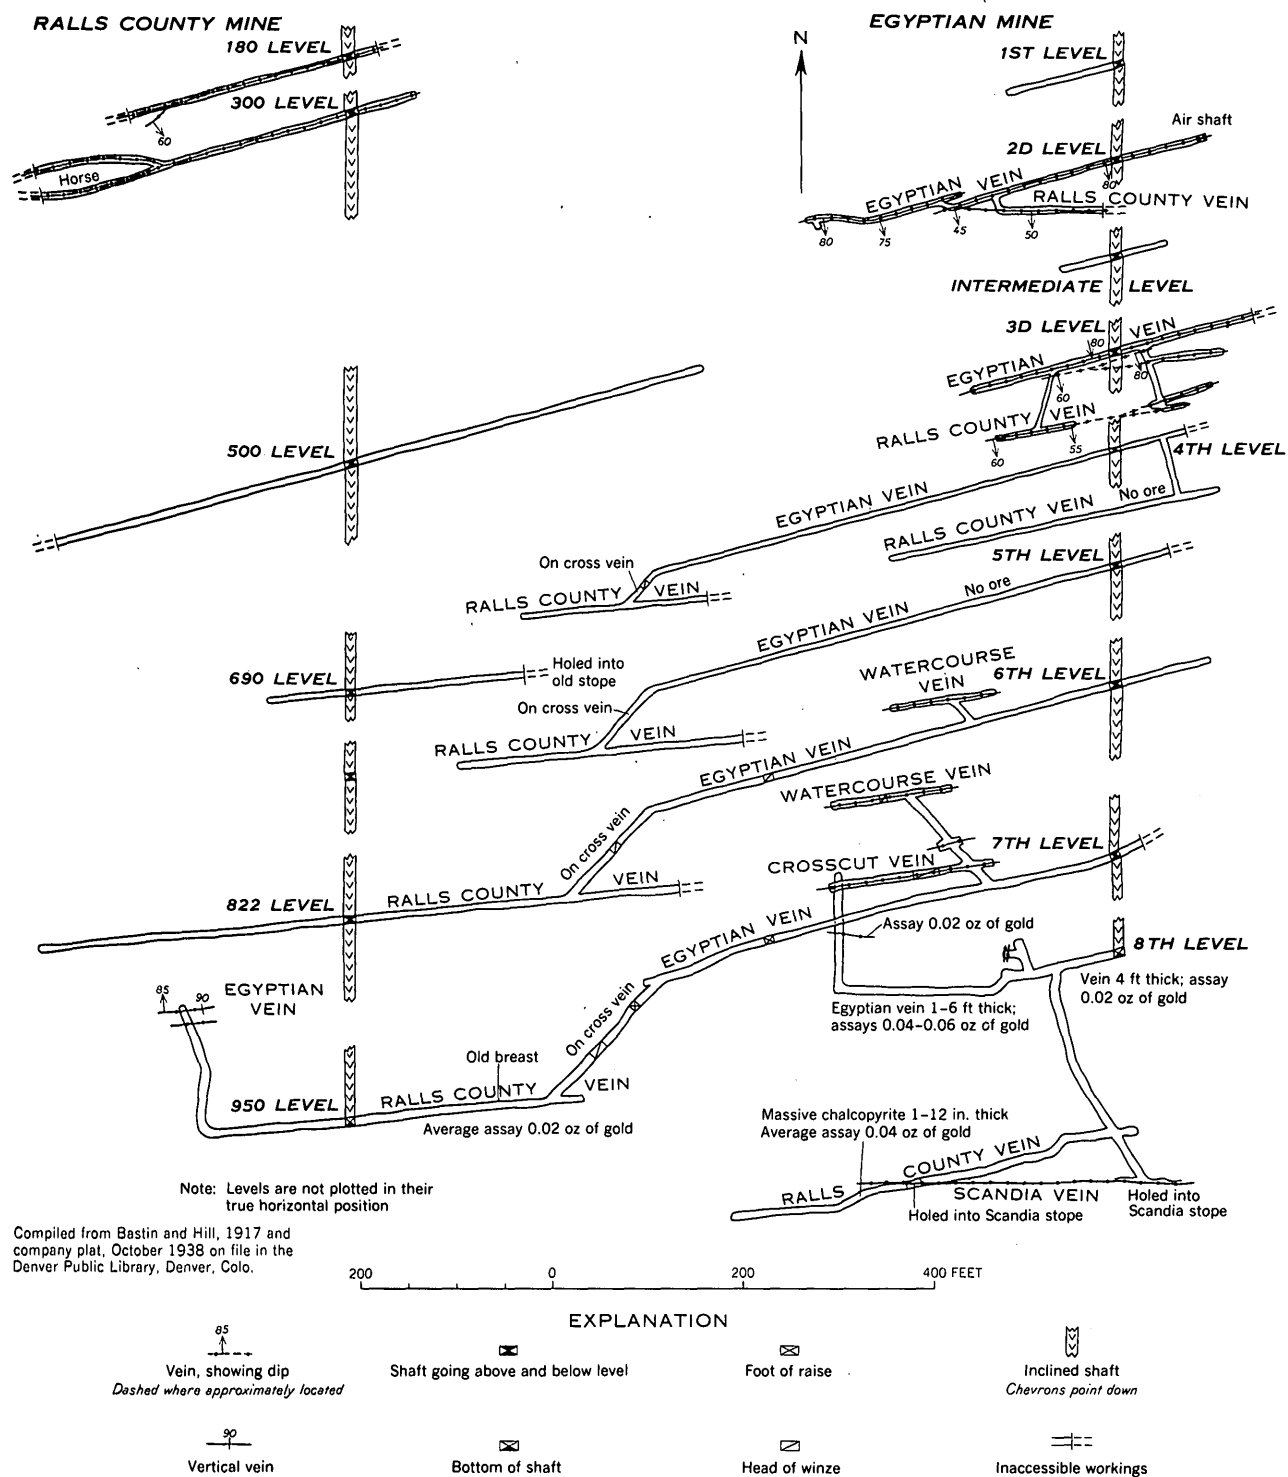 RALLS COUNTY MINE
EGYPTIAN MINE
180 LEVEL
60
300 LEVEL
Horse
500 LEVEL
690 LEVEL
Holed into
old stope
822 LEVEL
RALLS COUNTY
VEIN
85
90
EGYPTIAN
VEIN
950 LEVEL
Old breast
RALLS COUNTY
VEIN
Average assay 0.02 oz of gold
N
1ST LEVEL
Air shaft
2D LEVEL
80
EGYPTIAN VEIN
RALLS COUNTY VEIN
80
75
45
50
INTERMEDIATE LEVEL
3D LEVEL
80
EGYPTIAN VEIN
80
60
RALLS COUNTY VEIN
60
55
4TH LEVEL
EGYPTIAN VEIN
No ore
RALLS COUNTY VEIN
On cross vein
RALLS COUNTY VEIN
5TH LEVEL
No ore
EGYPTIAN VEIN
On cross vein
RALLS COUNTY VEIN
WATERCOURSE
VEIN
6TH LEVEL
EGYPTIAN VEIN
On cross vein
WATERCOURSE VEIN
7TH LEVEL
CROSSCUT VEIN
Assay 0.02 oz of gold
EGYPTIAN VEIN
On cross vein
8TH LEVEL
Vein 4 ft thick; assay
0.02 oz of gold
Egyptian vein 1–6 ft thick;
assays 0.04–0.06 oz of gold
Massive chalcopyrite 1–12 in. thick
Average assay 0.04 oz of gold
RALLS COUNTY VEIN
SCANDIA VEIN
Holed into Scandia stope
Holed into
Scandia stope
Note: Levels are not plotted in their
true horizontal position
Compiled from Bastin and Hill, 1917 and
company plat, October 1938 on file in the
Denver Public Library, Denver, Colo.
200 0 200 400 FEET
EXPLANATION
85
Vein, showing dip
Dashed where approximately located
Shaft going above and below level
Foot of raise
Inclined shaft
Chevrons point down
90
Vertical vein
Bottom of shaft
Head of winze
Inaccessible workings